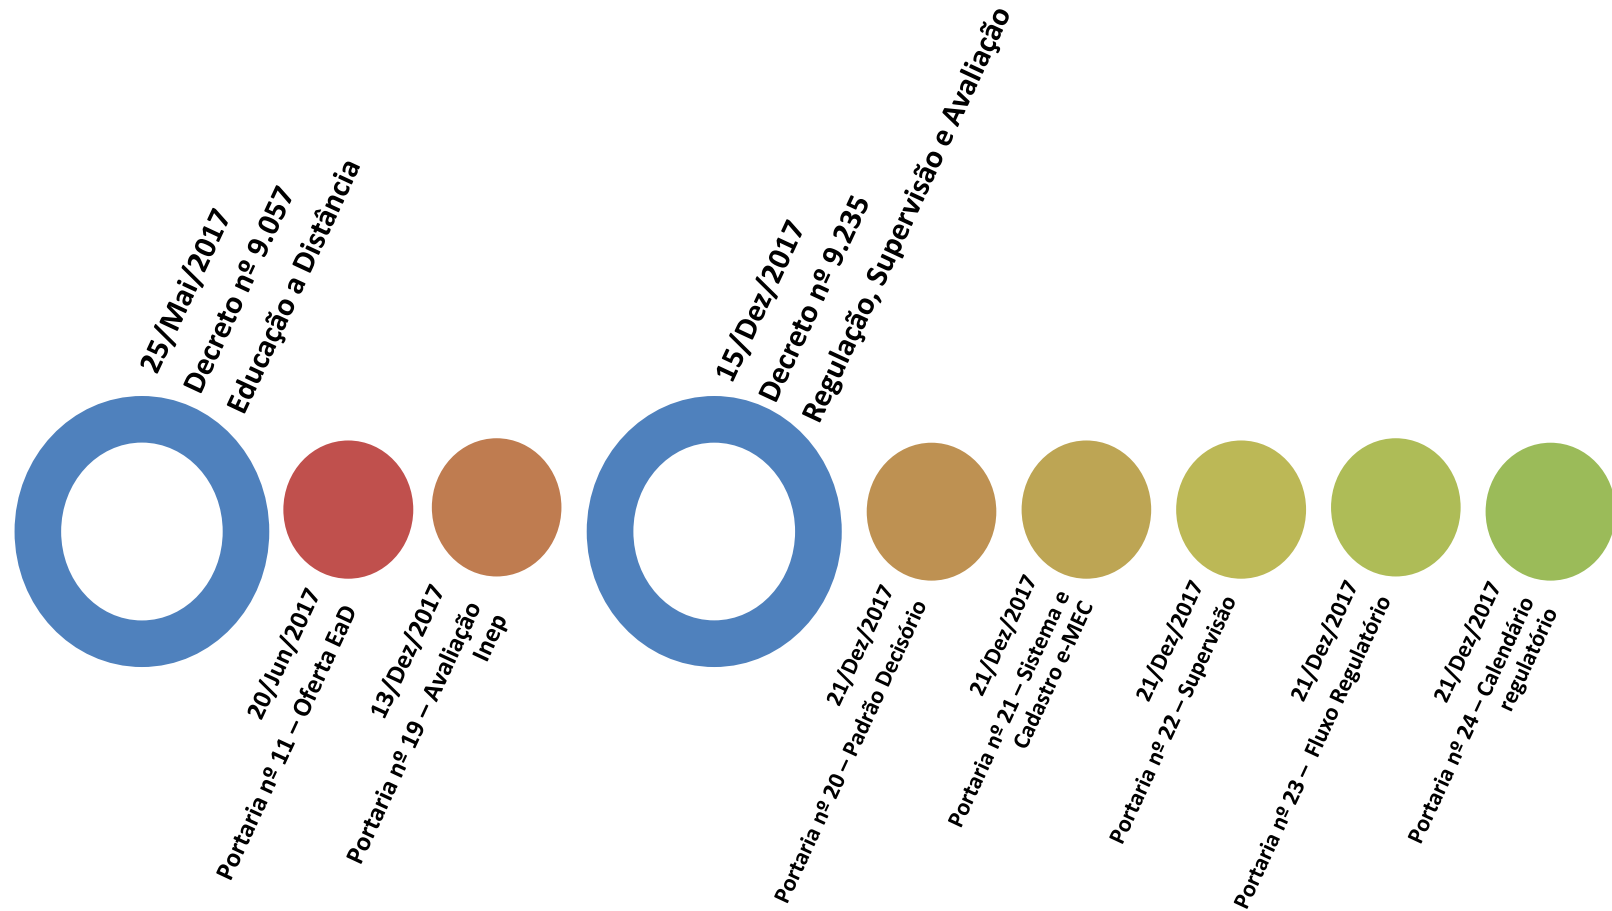 25/Mai/2017
Decreto nº 9.057
Educação a Distância
20/Jun/2017
Portaria nº 11 – Oferta EaD
13/Dez/2017
Portaria nº 19 – Avaliação
Inep
15/Dez/2017
Decreto nº 9.235
Regulação, Supervisão e Avaliação
21/Dez/2017
Portaria nº 20 – Padrão Decisório
21/Dez/2017
Portaria nº 21 – Sistema e
Cadastro e-MEC
21/Dez/2017
Portaria nº 22 – Supervisão
21/Dez/2017
Portaria nº 23 – Fluxo Regulatório
21/Dez/2017
Portaria nº 24 – Calendário
regulatório